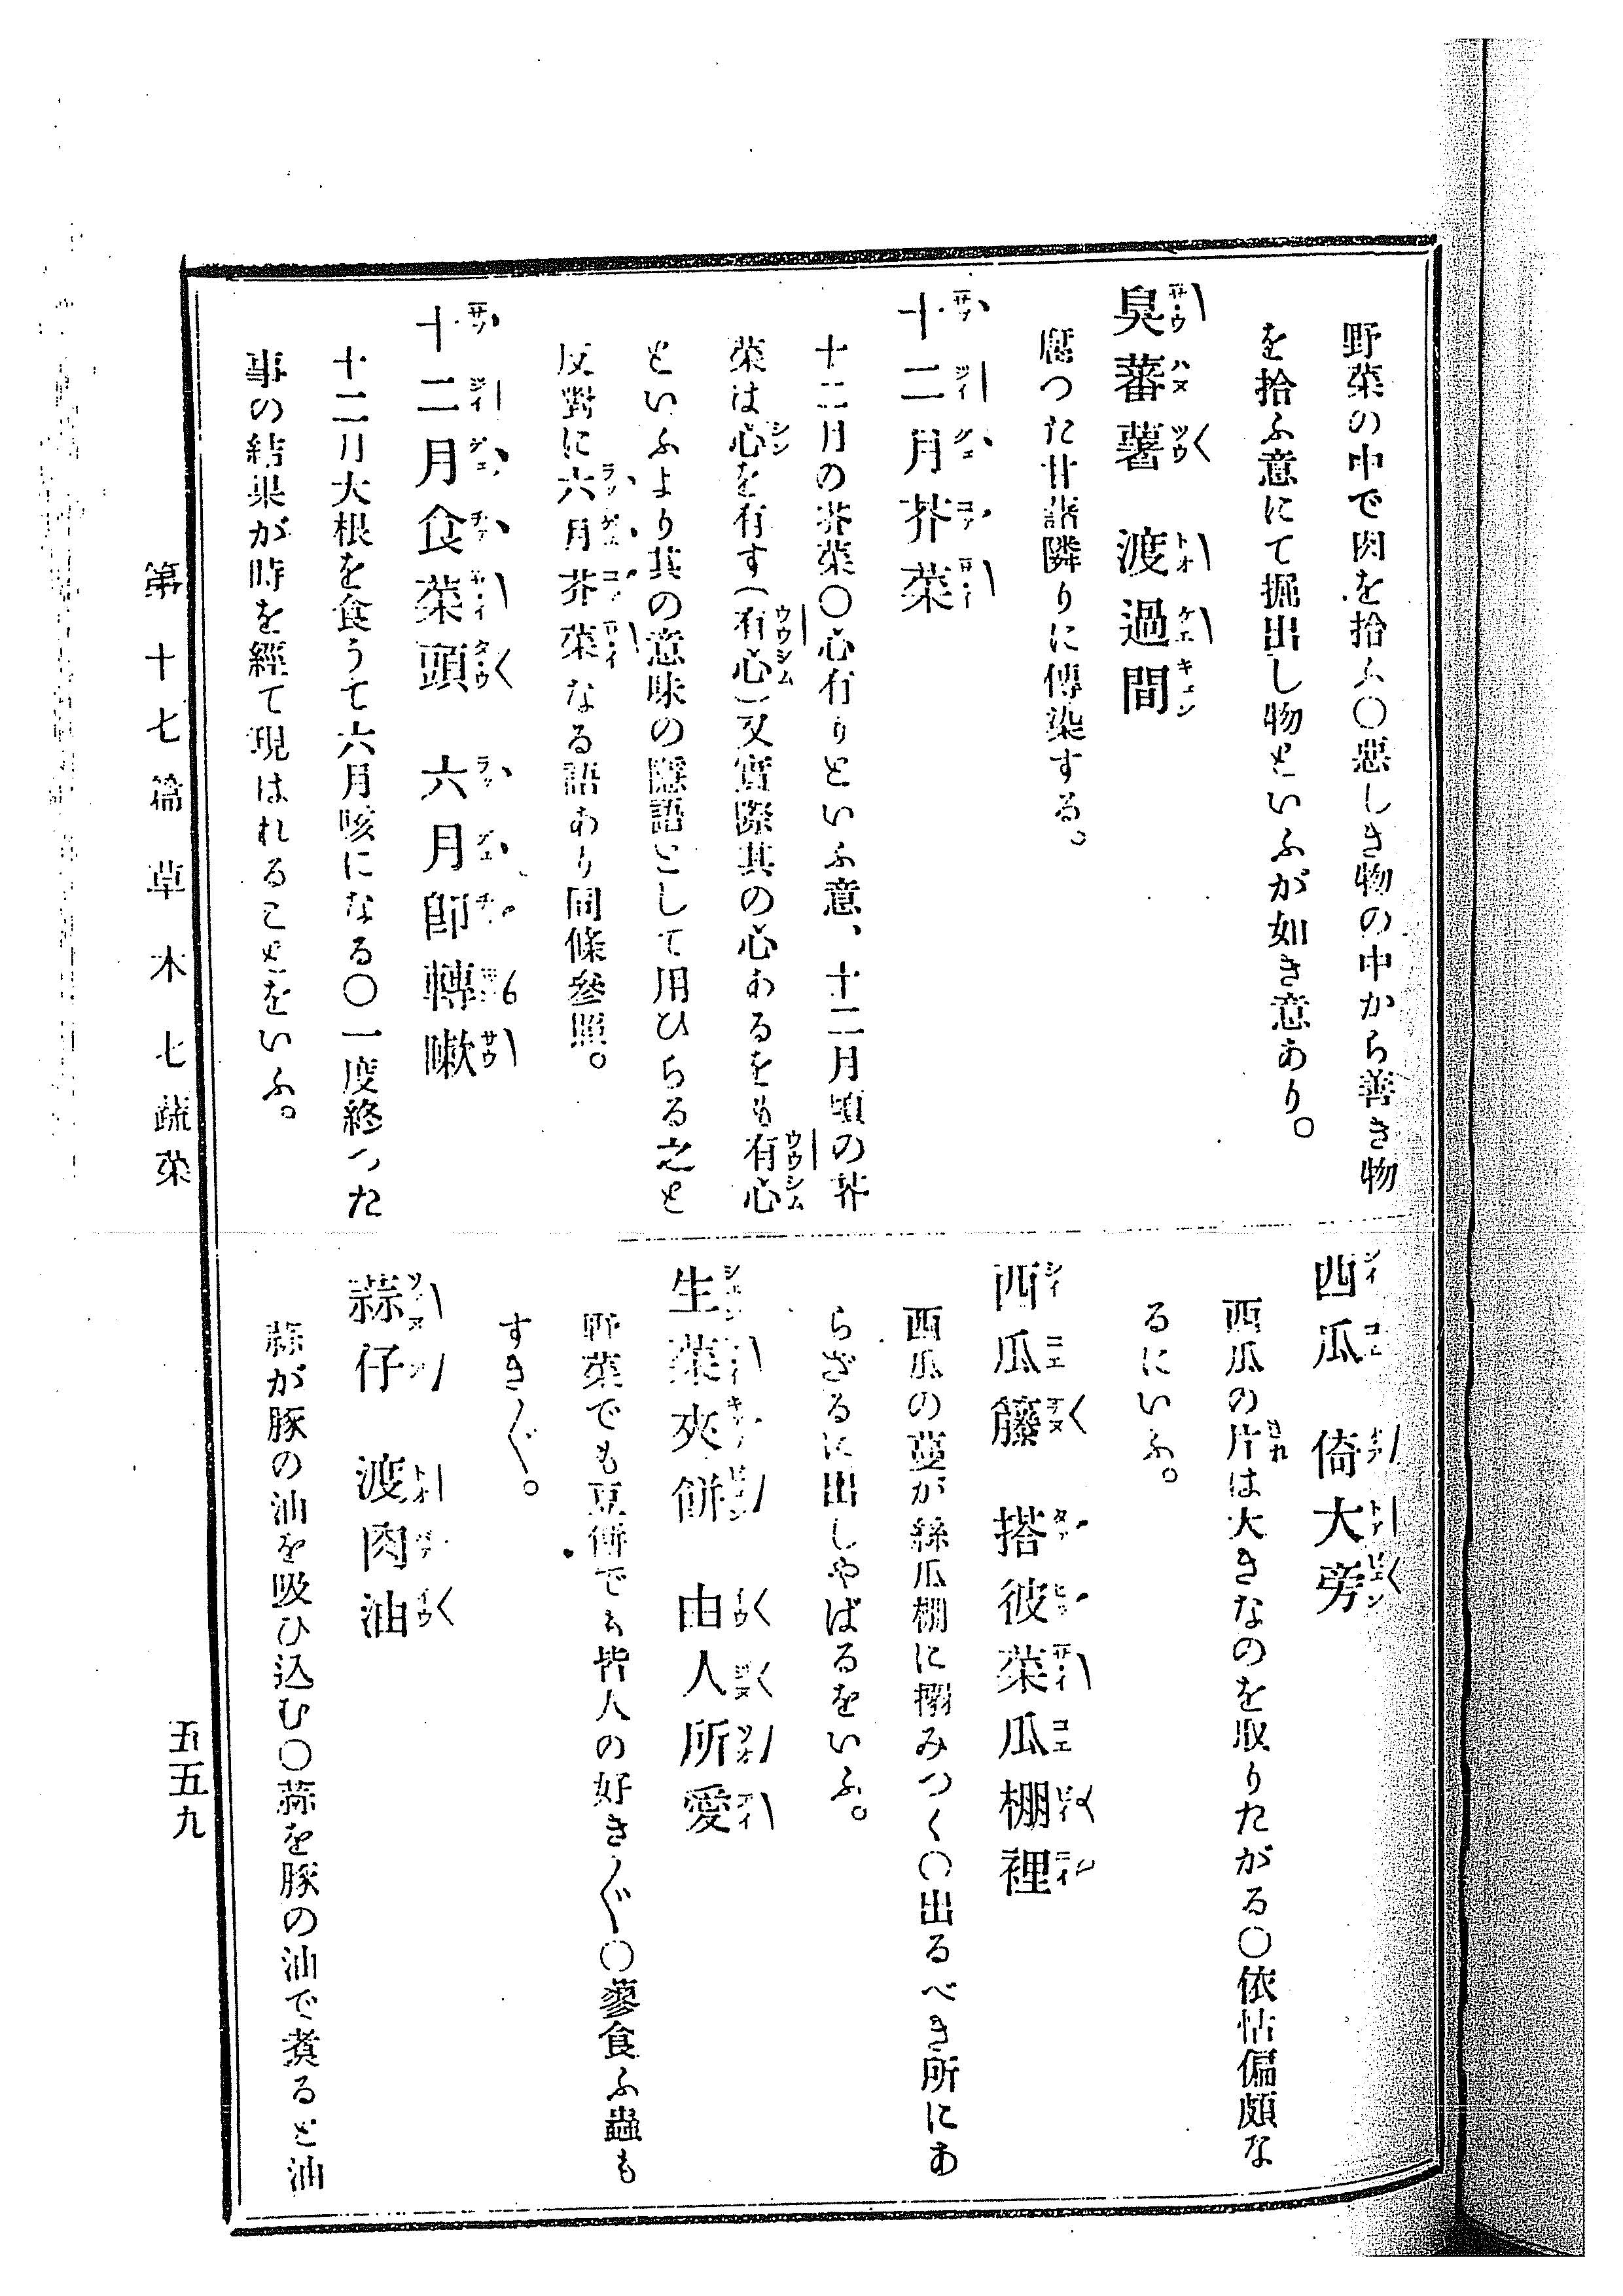 野菜の中で肉を拾ふ〇惡しき物の中から善き物
を拾ふ意にて掘出し物といふが如き意あり。
臭蕃薯　渡過間
腐つた甘藷隣りに傳染する。
十二月芥菜
十二月の芥菜〇心有りといふ意、十二月頃の芥
菜は心を有す(有心)又實際其の心あるをも有心
といふより其の意味の隱語として用ひらる之と
反對に六月芥菜なる語あり同條參照。
十二月食菜頭　六月卽轉嗽
十二月大根を食うて六月咳になる〇一度終つた
事の結果が時を經て現はれることをいふ。
西瓜　倚大旁
西瓜の片は大きなのを取りたがる〇依怙偏頗な
るにいふ。
西瓜籐　搭彼菜瓜棚裡
西瓜の蔓が絲瓜棚に搦みつく〇出るべき所にあ
らざるに出しやばるをいふ。
生菜夾餅　由人所愛
野菜でも豆餅でも皆人の好き〲〇蓼食ふ蟲も
すき〲。
蒜仔　渡肉油
蒜が豚の油を吸ひ込む〇蒜を豚の油で煮ると油
第十七篇　草木　七　蔬菜
五五九